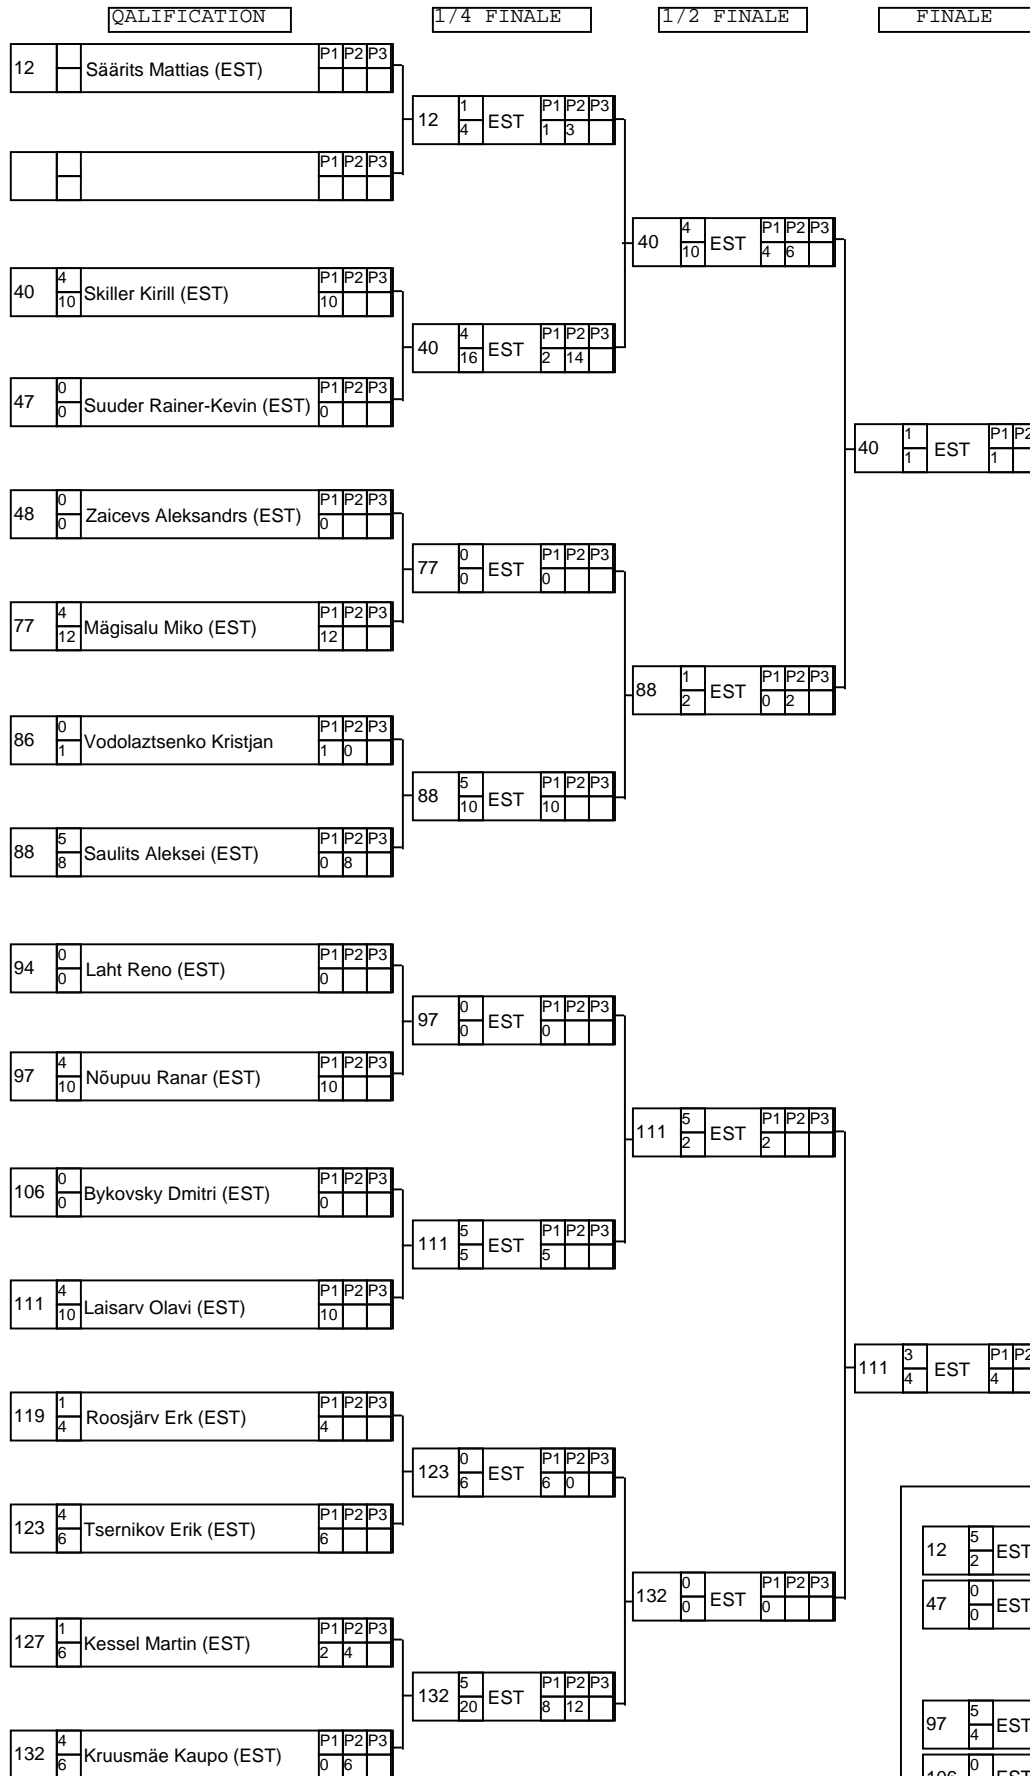 QALIFICATION 1/4 FINALE 1/2 FINALE FINALE
12 Säärits Mattias (EST) P1 P2 P3
12 1 4 EST P1 P2 P3 1 3
P1 P2 P3
40 4 10 EST P1 P2 P3 4 6
40 4 10 Skiller Kirill (EST) P1 P2 P3 10
40 4 16 EST P1 P2 P3 2 14
47 0 0 Suuder Rainer-Kevin (EST) P1 P2 P3 0
40 1 1 EST P1 P2 1
48 0 0 Zaicevs Aleksandrs (EST) P1 P2 P3 0
77 0 0 EST P1 P2 P3 0
77 4 12 Mägisalu Miko (EST) P1 P2 P3 12
88 1 2 EST P1 P2 P3 0 2
86 0 1 Vodolaztsenko Kristjan P1 P2 P3 1 0
88 5 10 EST P1 P2 P3 10
88 5 8 Saulits Aleksei (EST) P1 P2 P3 0 8
94 0 0 Laht Reno (EST) P1 P2 P3 0
97 0 0 EST P1 P2 P3 0
97 4 10 Nõupuu Ranar (EST) P1 P2 P3 10
111 5 2 EST P1 P2 P3 2
106 0 0 Bykovsky Dmitri (EST) P1 P2 P3 0
111 5 5 EST P1 P2 P3 5
111 4 10 Laisarv Olavi (EST) P1 P2 P3 10
111 3 4 EST P1 P2 4
119 1 4 Roosjärv Erk (EST) P1 P2 P3 4
123 0 6 EST P1 P2 P3 6 0
123 4 6 Tsernikov Erik (EST) P1 P2 P3 6
12 5 2 EST
132 0 0 EST P1 P2 P3 0
47 0 0 EST
127 1 6 Kessel Martin (EST) P1 P2 P3 2 4
132 5 20 EST P1 P2 P3 8 12
97 5 4 EST
132 4 6 Kruusmäe Kaupo (EST) P1 P2 P3 0 6
106 0 EST